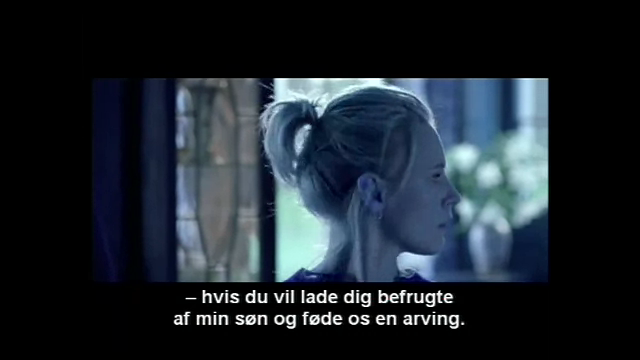 – hvis du vil lade dig befrugte
af min søn og føde os en arving.